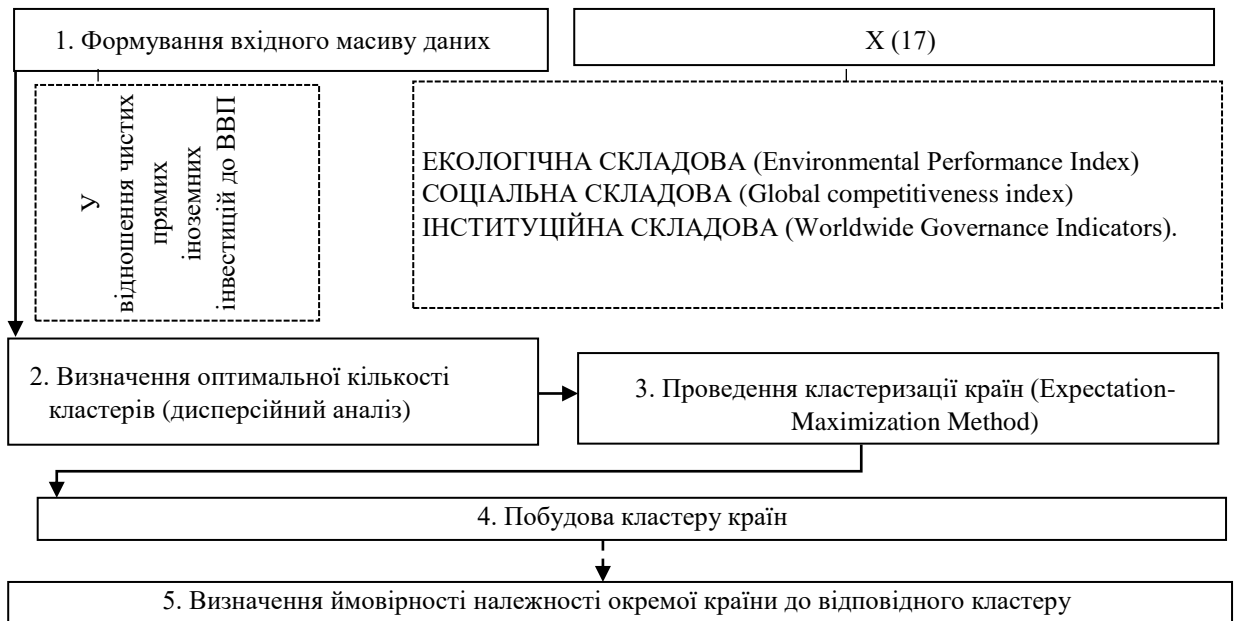 1. Формування вхідного масиву даних
X (17)
У
відношення чистих
прямих
іноземних
інвестицій до ВВП
ЕКОЛОГІЧНА СКЛАДОВА (Environmental Performance Index)
СОЦІАЛЬНА СКЛАДОВА (Global competitiveness index)
ІНСТИТУЦІЙНА СКЛАДОВА (Worldwide Governance Indicators).
2. Визначення оптимальної кількості
кластерів (дисперсійний аналіз)
3. Проведення кластеризації країн (Expectation-
Maximization Method)
4. Побудова кластеру країн
5. Визначення ймовірності належності окремої країни до відповідного кластеру